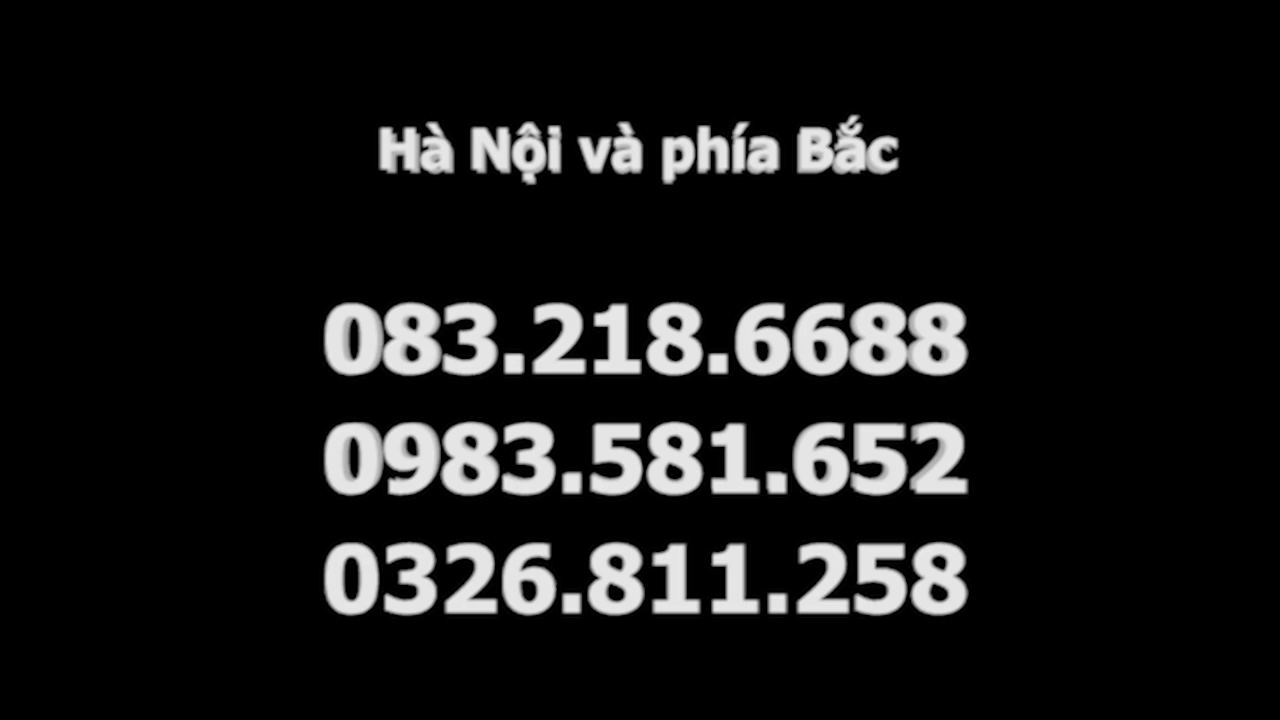 Hà Nội và phía Bắc
083.218.6688
0983.581.652
0326.811.258